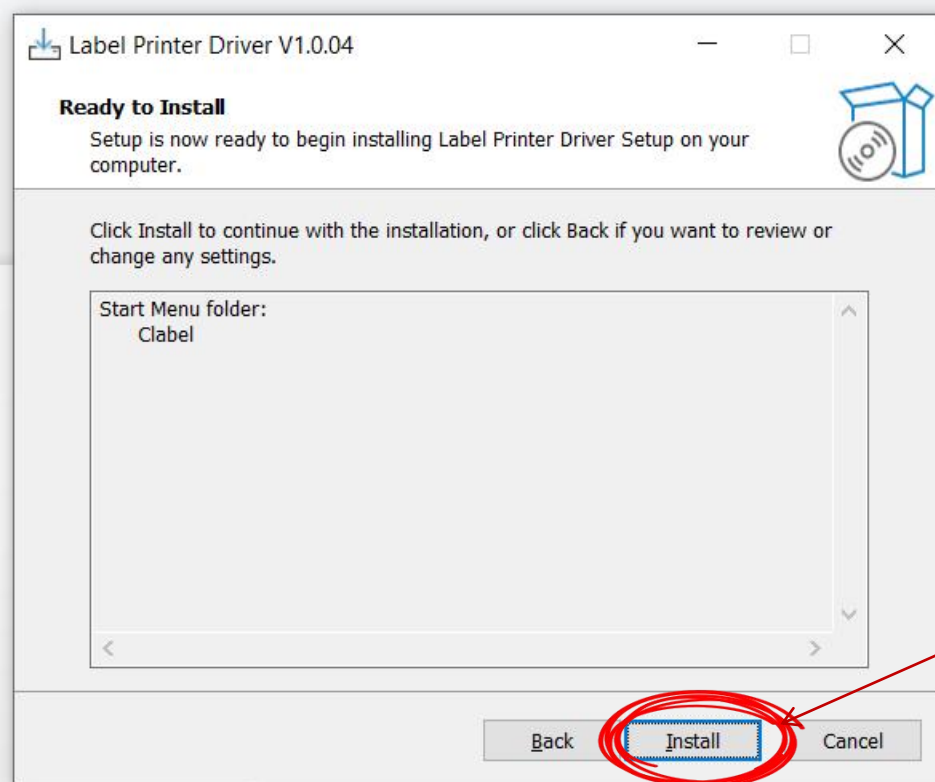 Label Printer Driver V1.0.04
Ready to Install
Setup is now ready to begin installing Label Printer Driver Setup on your
computer.
Click Install to continue with the installation, or click Back if you want to review or
change any settings.
Start Menu folder:
Clabel
Back Install Cancel